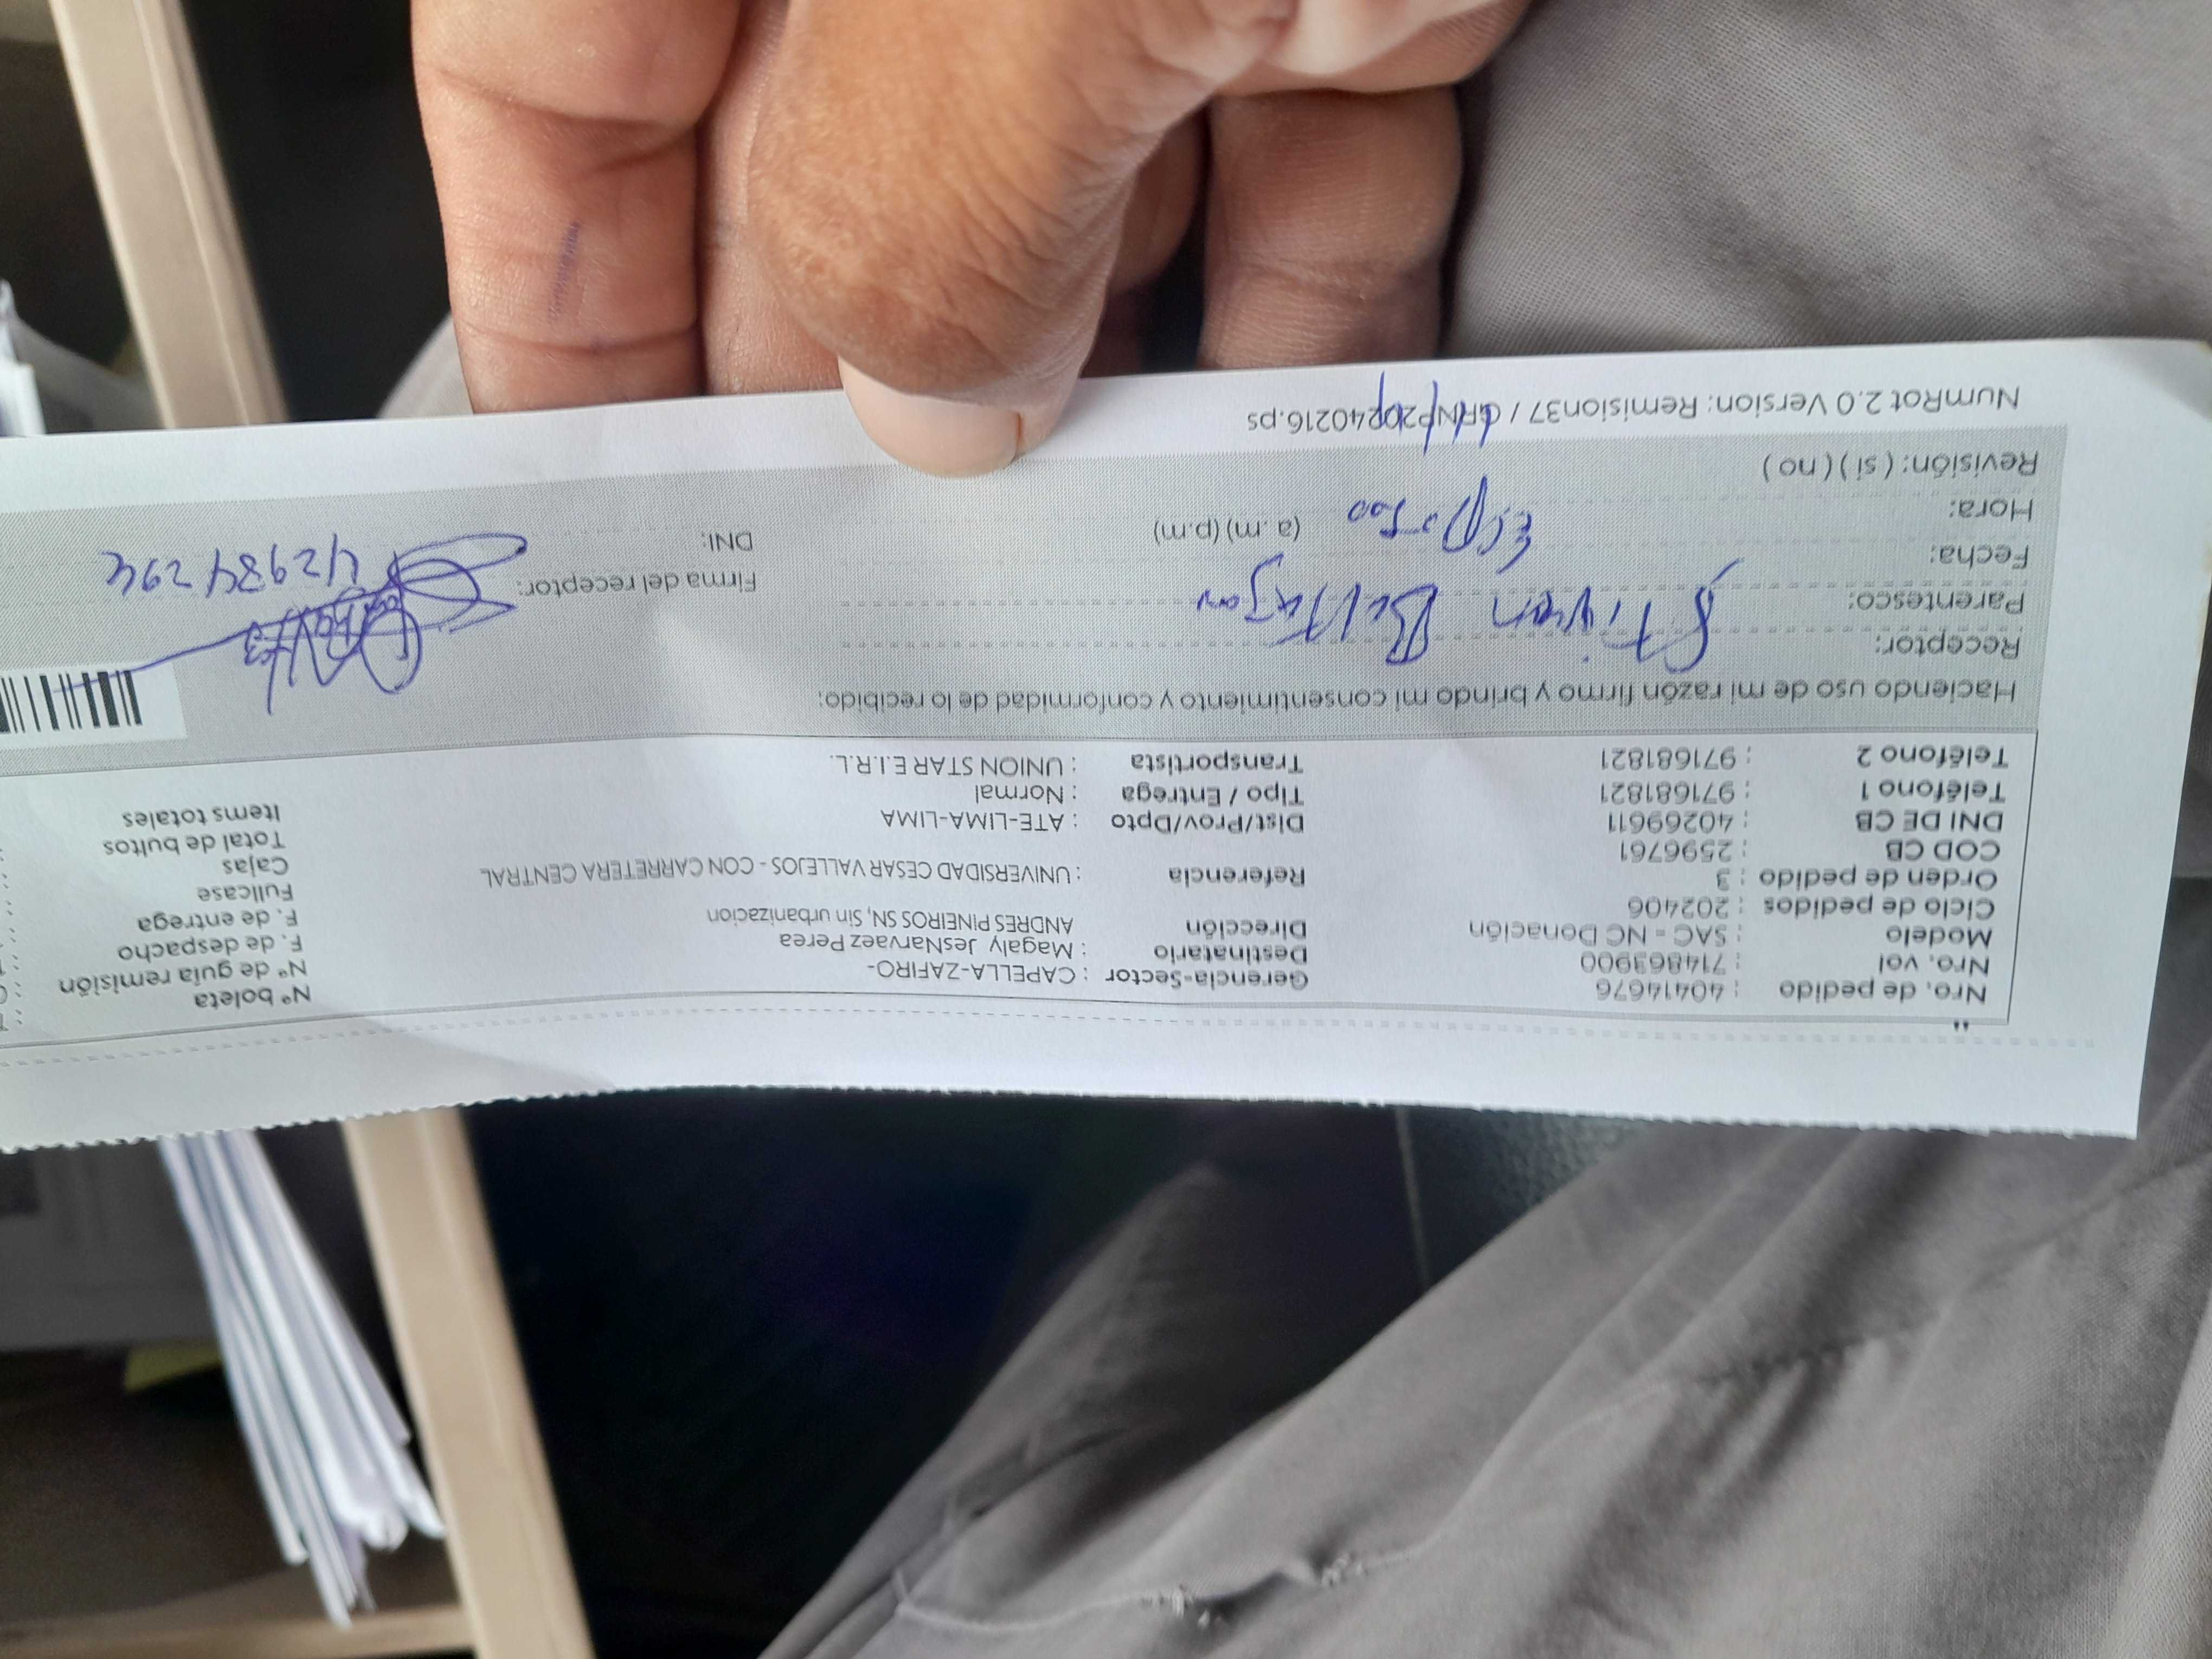 Nro. de pedido : 40414676
Nro. vol : 714863900
Modelo : SAC - NC Donación
Ciclo de pedidos : 202406
Orden de pedido : 3
COD CB : 2596761
DNI DE CB : 40269611
Teléfono 1 : 971681821
Teléfono 2 : 971681821
Gerencia-Sector : CAPELLA-ZAFIRO-
Destinatario : Magaly JesNarvaez Perea
Dirección ANDRES PINEIROS SN, Sin urbanizacion
Referencia : UNIVERSIDAD CESAR VALLEJOS - CON CARRETERA CENTRAL
Dist/Prov/Dpto : ATE-LIMA-LIMA
Tipo / Entrega : Normal
Transportista : UNION STAR E.I.R.L.
Nº boleta
Nº de guía remisión
F. de despacho
F. de entrega
Fullcase
Cajas
Total de bultos
Items totales
Haciendo uso de mi razón firmo y brindo mi consentimiento y conformidad de lo recibido:
Receptor: Stiven
Parentesco:
Fecha:
Hora: (a.m) (p.m)
Revisión: ( si ) ( no )
Firma del receptor:
DNI: 42984294
NumRot 2.0 Version: Remision37 / GRNP20240216.ps